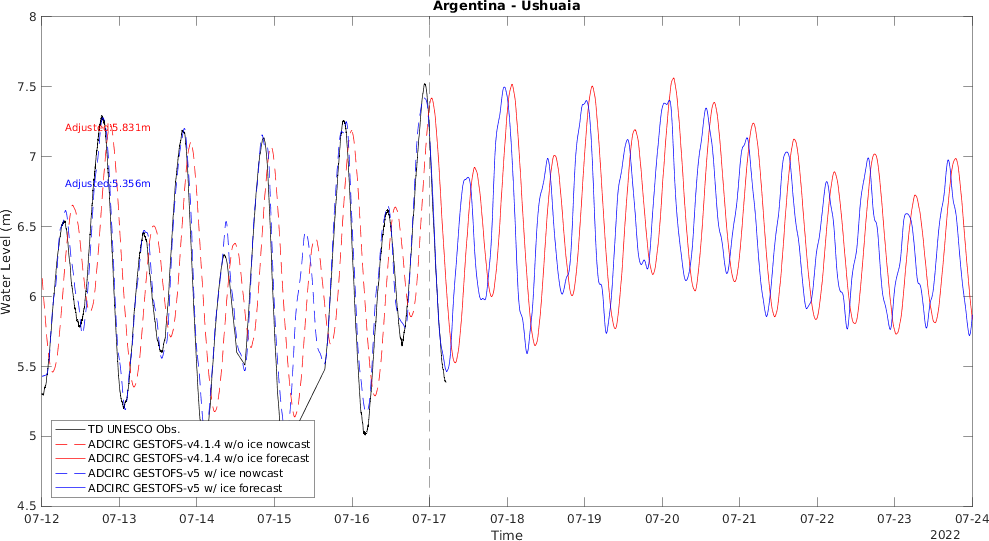 Argentina - Ushuaia
8
7.5
7
6.5
6
5.5
5
4.5
Water Level (m)
Adjusted:5.831m
Adjusted:5.356m
TD UNESCO Obs.
ADCIRC GESTOFS-v4.1.4 w/o ice nowcast
ADCIRC GESTOFS-v4.1.4 w/o ice forecast
ADCIRC GESTOFS-v5 w/ ice nowcast
ADCIRC GESTOFS-v5 w/ ice forecast
07-12 07-13 07-14 07-15 07-16 07-17 07-18 07-19 07-20 07-21 07-22 07-23 07-24
Time
2022